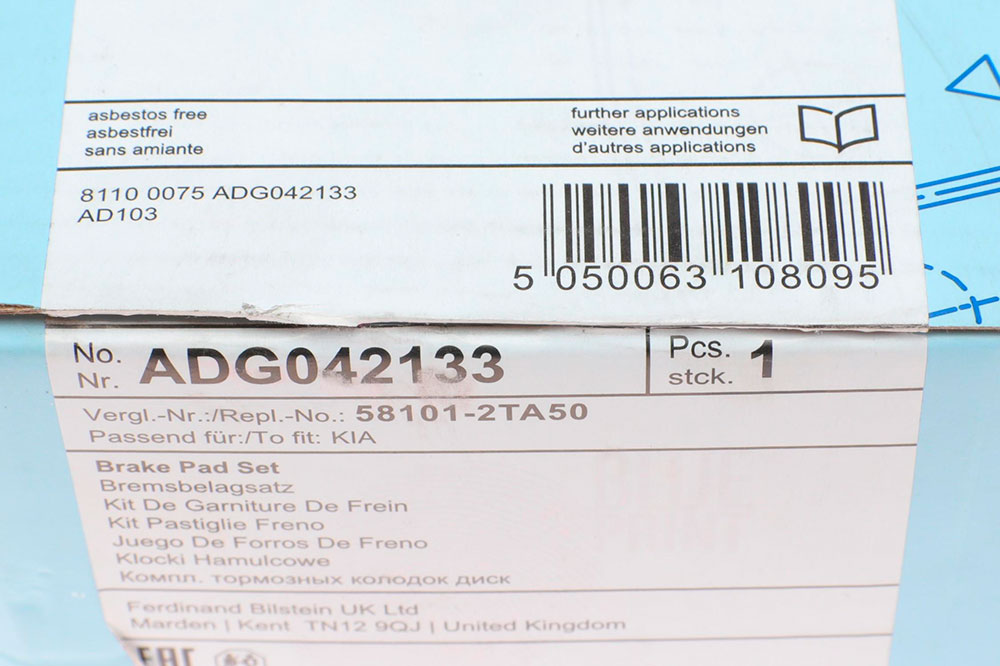 asbestos free
asbestfrei
sans amiante
further applications
weitere anwendungen
d'autres applications
8110 0075 ADG042133
AD103
5 050063 108095
No.
Nr. ADG042133
Pcs.
stck. 1
Vergl.-Nr.:/Repl.-No.: 58101-2TA50
Passend für:/To fit: KIA
Brake Pad Set
Bremsbelagsatz
Kit De Garniture De Frein
Kit Pastiglie Freno
Juego De Forros De Freno
Klocki Hamulcowe
Компл. тормозных колодок диск
Ferdinand Bilstein UK Ltd
Marden | Kent TN12 9QJ | United Kingdom